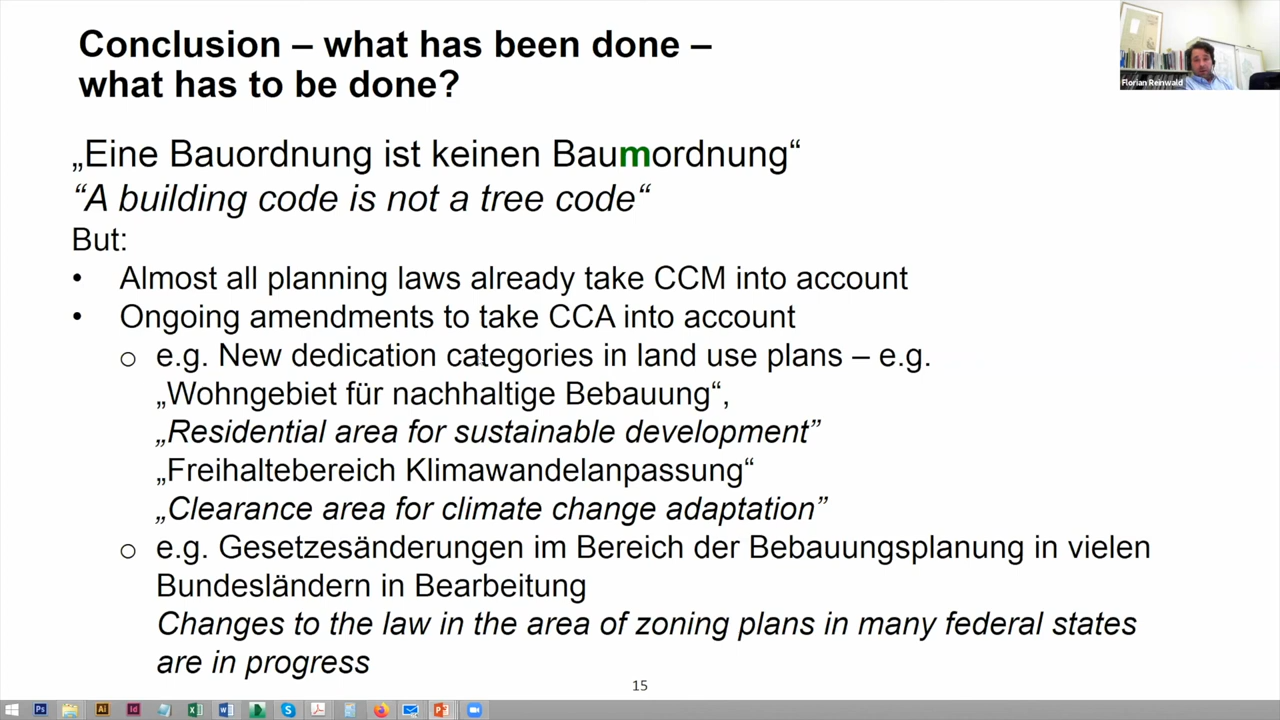 Conclusion – what has been done –
what has to be done?
Florian Reinwald
„Eine Bauordnung ist keinen Baumordnung“
“A building code is not a tree code“
But:
• Almost all planning laws already take CCM into account
• Ongoing amendments to take CCA into account
o e.g. New dedication categories in land use plans – e.g.
„Wohngebiet für nachhaltige Bebauung“,
„Residential area for sustainable development”
„Freihaltebereich Klimawandelanpassung“
„Clearance area for climate change adaptation”
o e.g. Gesetzesänderungen im Bereich der Bebauungsplanung in vielen
Bundesländern in Bearbeitung
Changes to the law in the area of zoning plans in many federal states
are in progress
15
Ps
Ai
Id